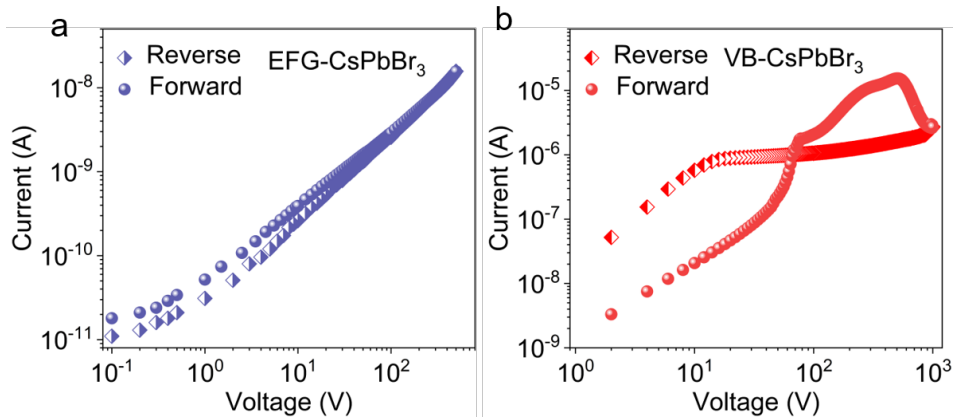 a
Reverse EFG-CsPbBr₃
Forward
10⁻⁸
10⁻⁹
10⁻¹⁰
10⁻¹¹
Current (A)
10⁻¹ 10⁰ 10¹ 10²
Voltage (V)
b
Reverse VB-CsPbBr₃
Forward
10⁻⁵
10⁻⁶
10⁻⁷
10⁻⁸
10⁻⁹
Current (A)
10⁰ 10¹ 10² 10³
Voltage (V)